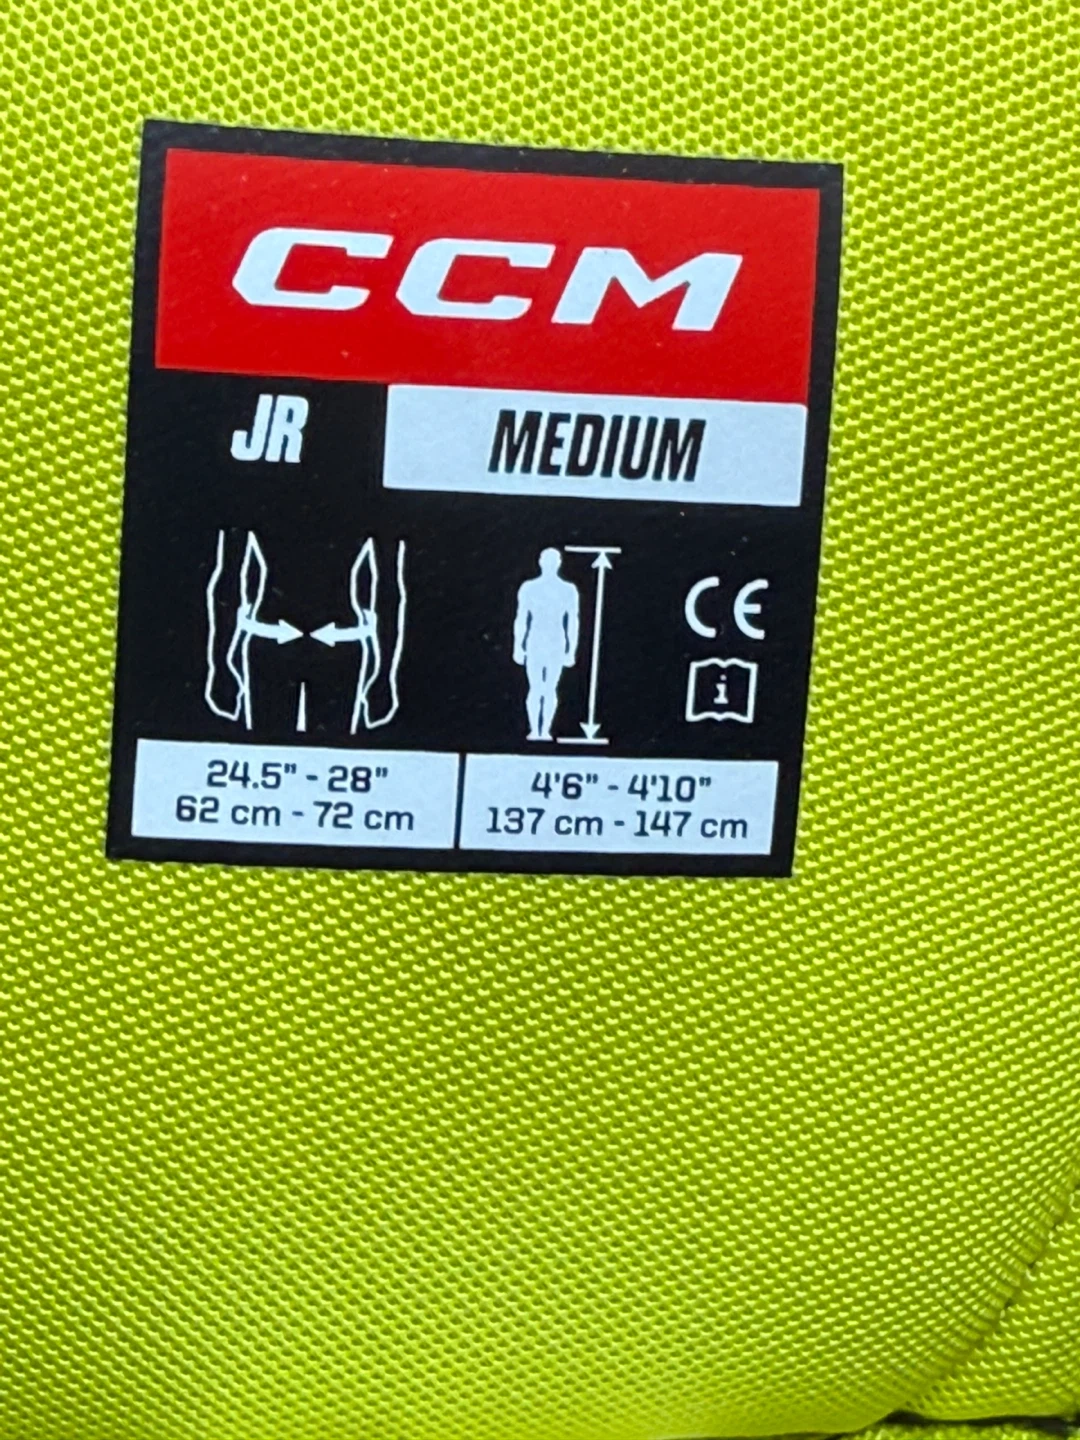 CCM
JR MEDIUM
CE
i
24.5" - 28"
62 cm - 72 cm
4'6" - 4'10"
137 cm - 147 cm